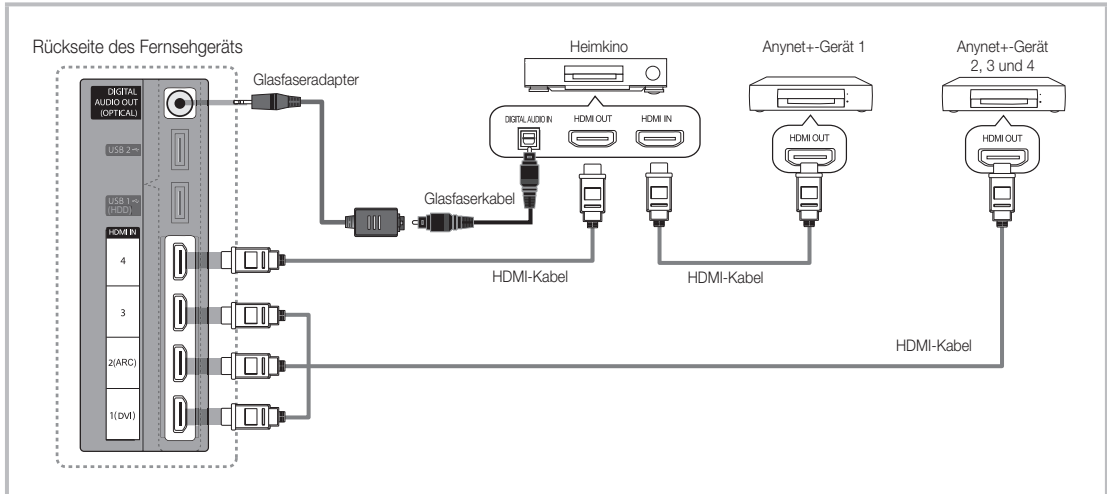 Rückseite des Fernsehgeräts
Heimkino
Anynet+-Gerät 1
Anynet+-Gerät
2, 3 und 4
Glasfaseradapter
DIGITAL
AUDIO OUT
(OPTICAL)
DIGITAL AUDIO IN
HDMI OUT
HDMI IN
HDMI OUT
HDMI OUT
USB 2
USB 1
(HDD)
Glasfaserkabel
HDMI IN
4
HDMI-Kabel
HDMI-Kabel
3
HDMI-Kabel
2(ARC)
1(DVI)